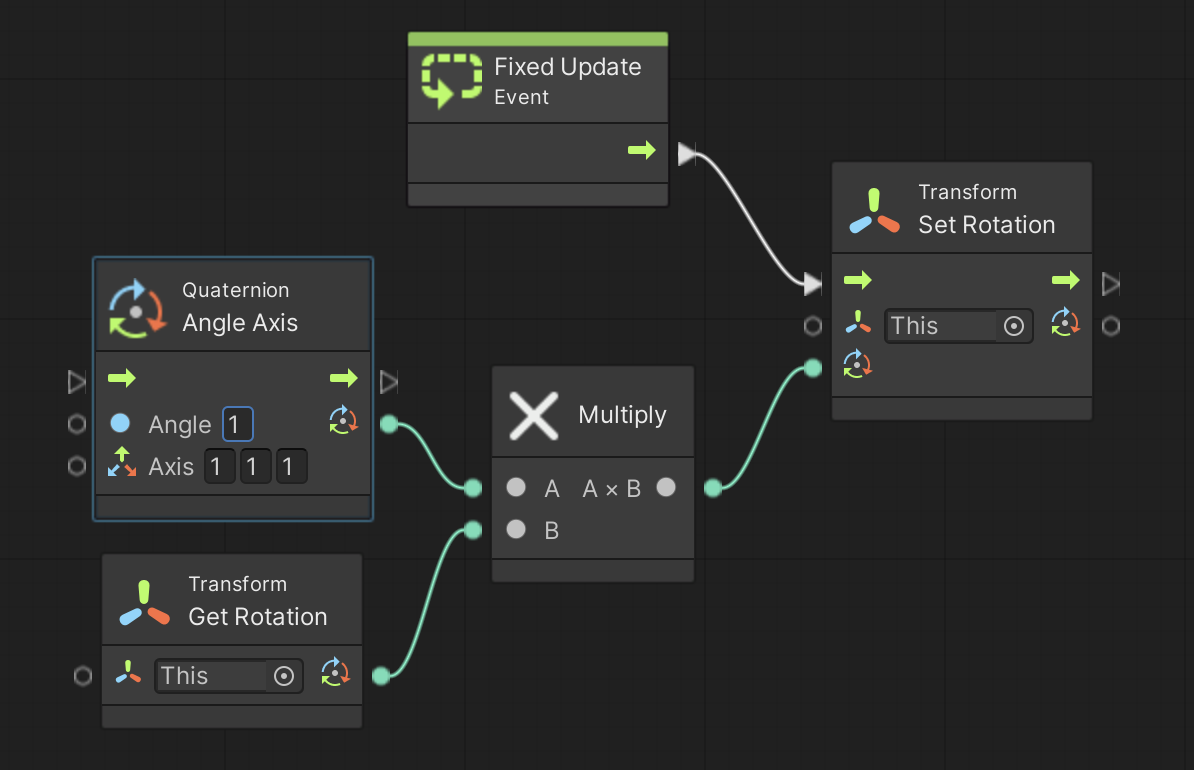 Fixed Update
Event
Transform
Set Rotation
This
Quaternion
Angle Axis
Angle 1
Axis 1 1 1
Multiply
A A × B
B
Transform
Get Rotation
This